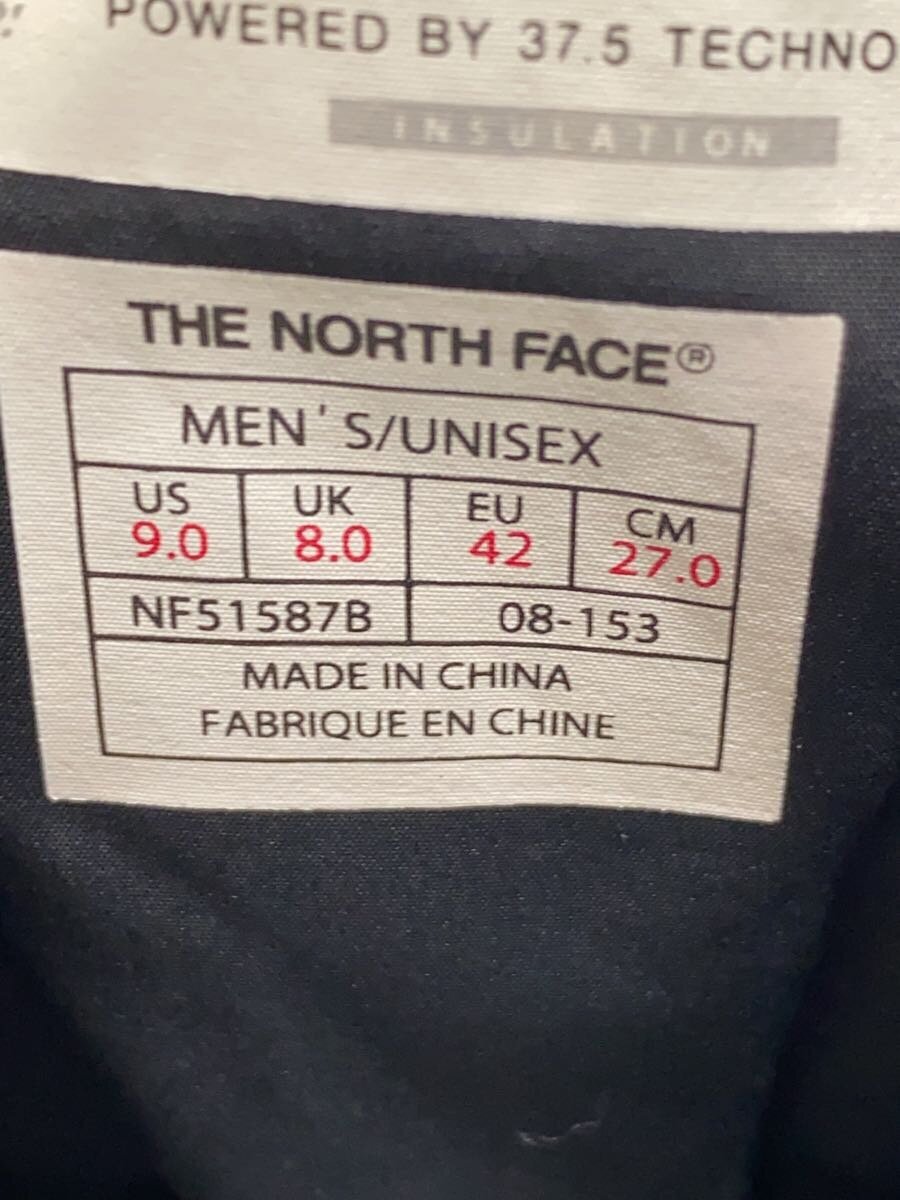 POWERED BY 37.5
INSULATION
THE NORTH FACE®
MEN'S/UNISEX
US UK EU CM
9.0 8.0 42 27.0
NF51587B 08-153
MADE IN CHINA
FABRIQUE EN CHINE